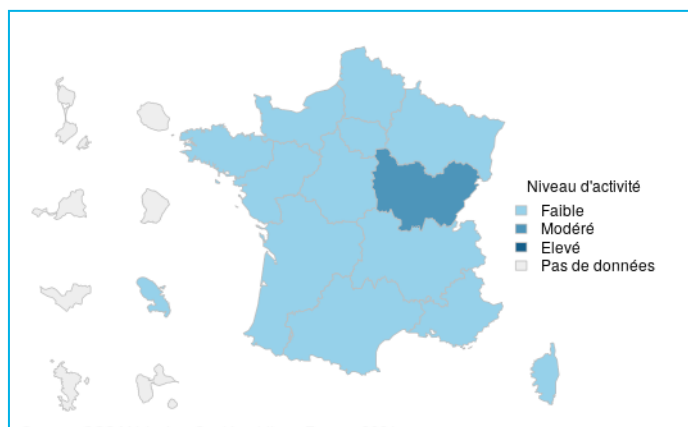 Niveau d'activité
Faible
Modéré
Elevé
Pas de données